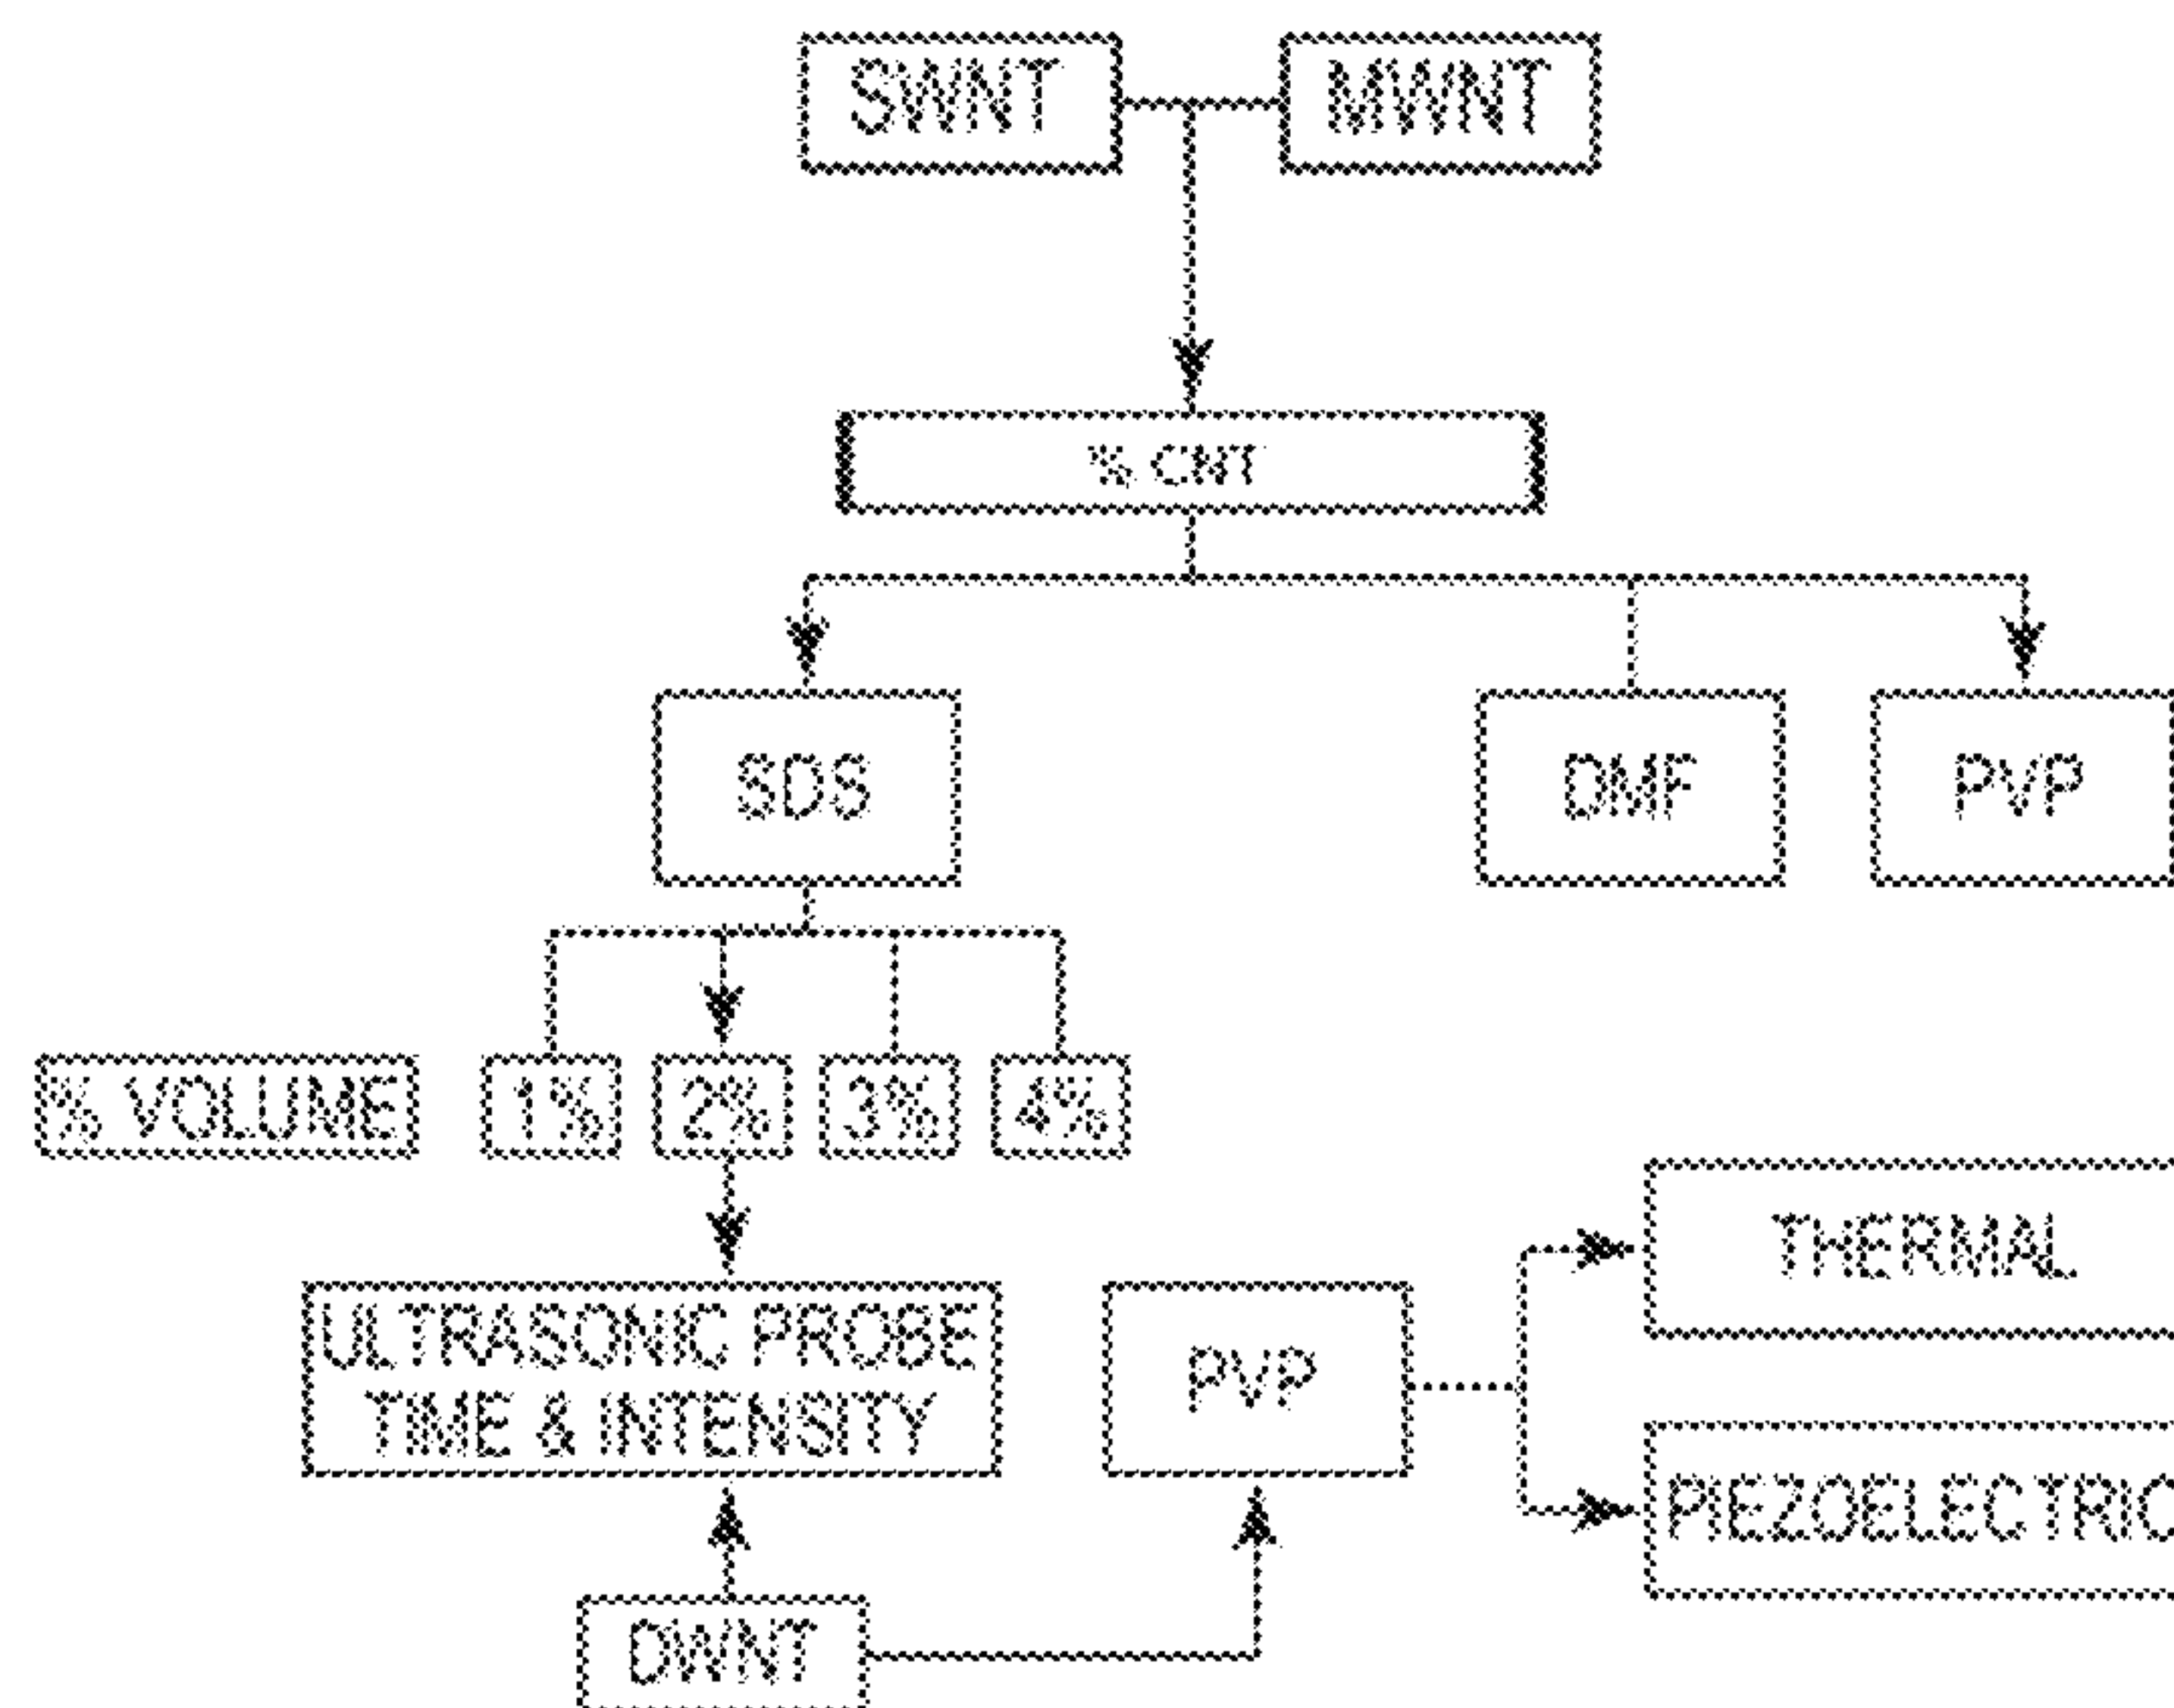 SWNT
MWNT
% CNT
SDS
DMF
PVP
% VOLUME
1%
2%
3%
4%
THERMAL
ULTRASONIC PROBE
TIME & INTENSITY
PVP
PIEZOELECTRIC
DWNT